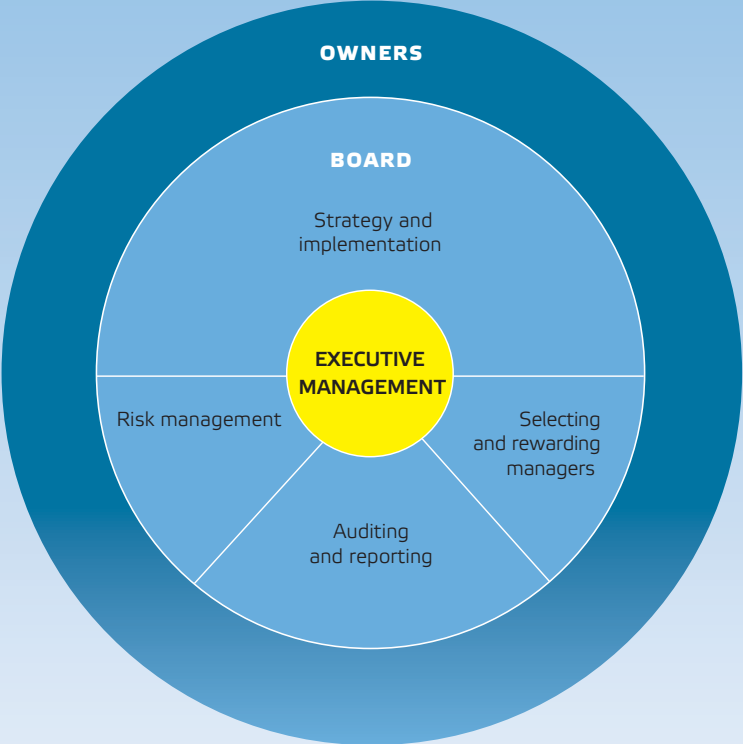 OWNERS
BOARD
Strategy and
implementation
EXECUTIVE
MANAGEMENT
Risk management
Selecting
and rewarding
managers
Auditing
and reporting